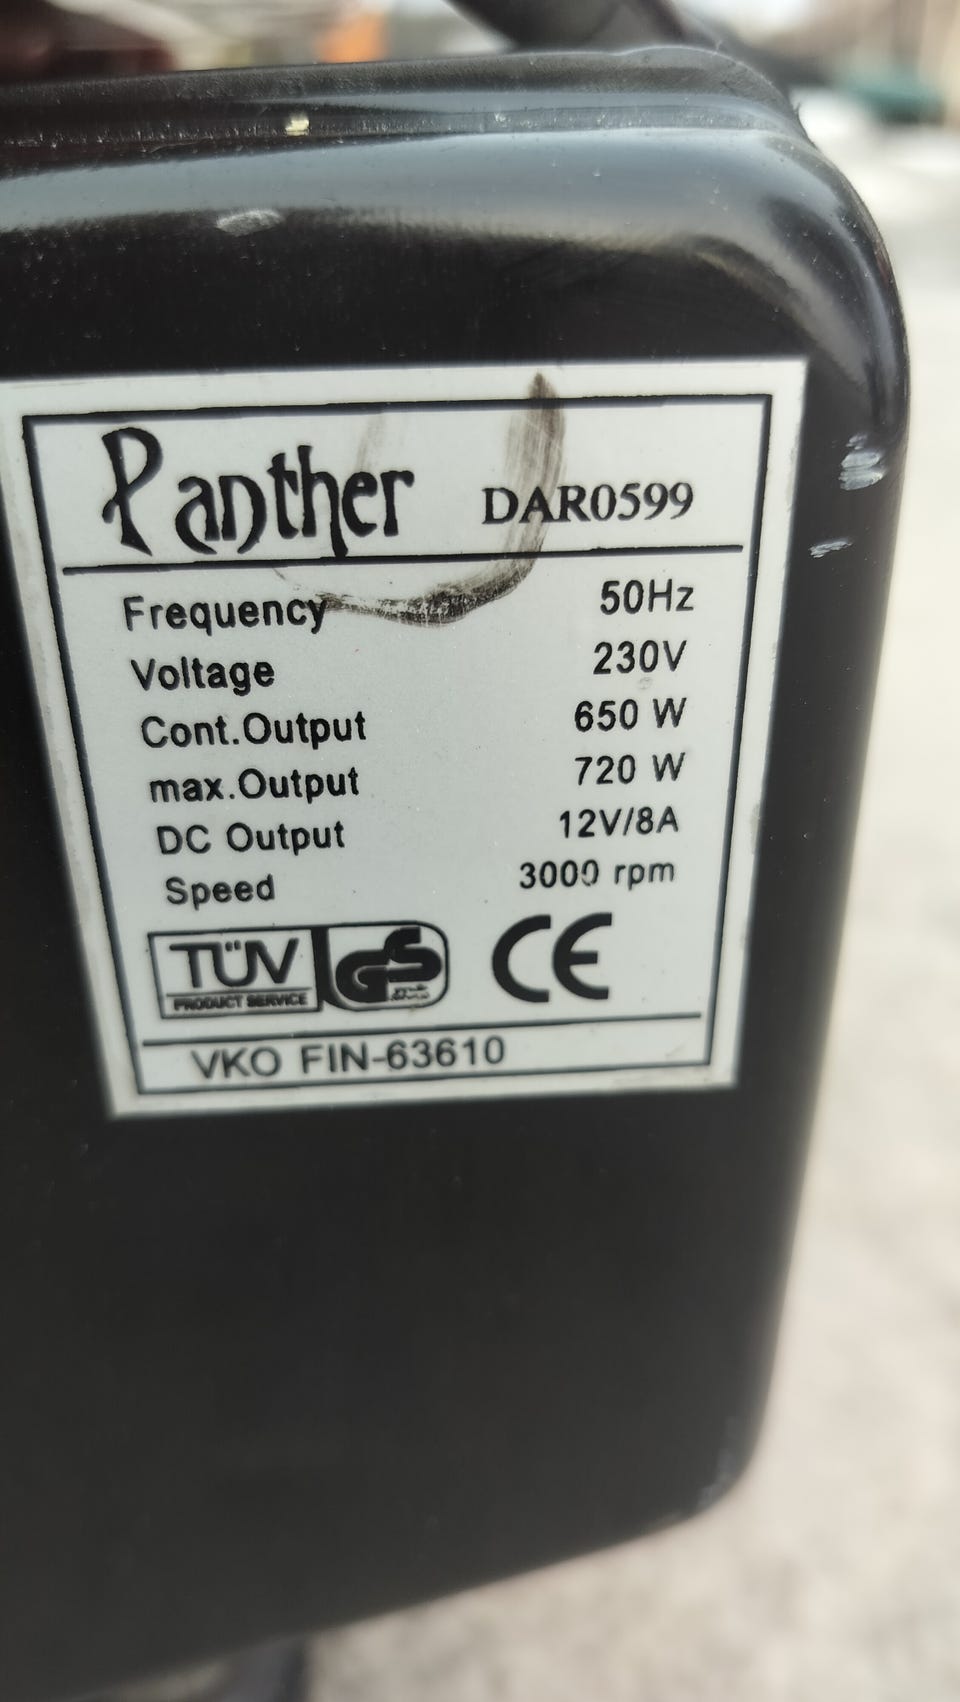 Panther DAR0599
Frequency 50Hz
Voltage 230V
Cont.Output 650 W
max.Output 720 W
DC Output 12V/8A
Speed 3000 rpm
TÜV GS CE
PRODUCT SERVICE
VKO FIN-63610